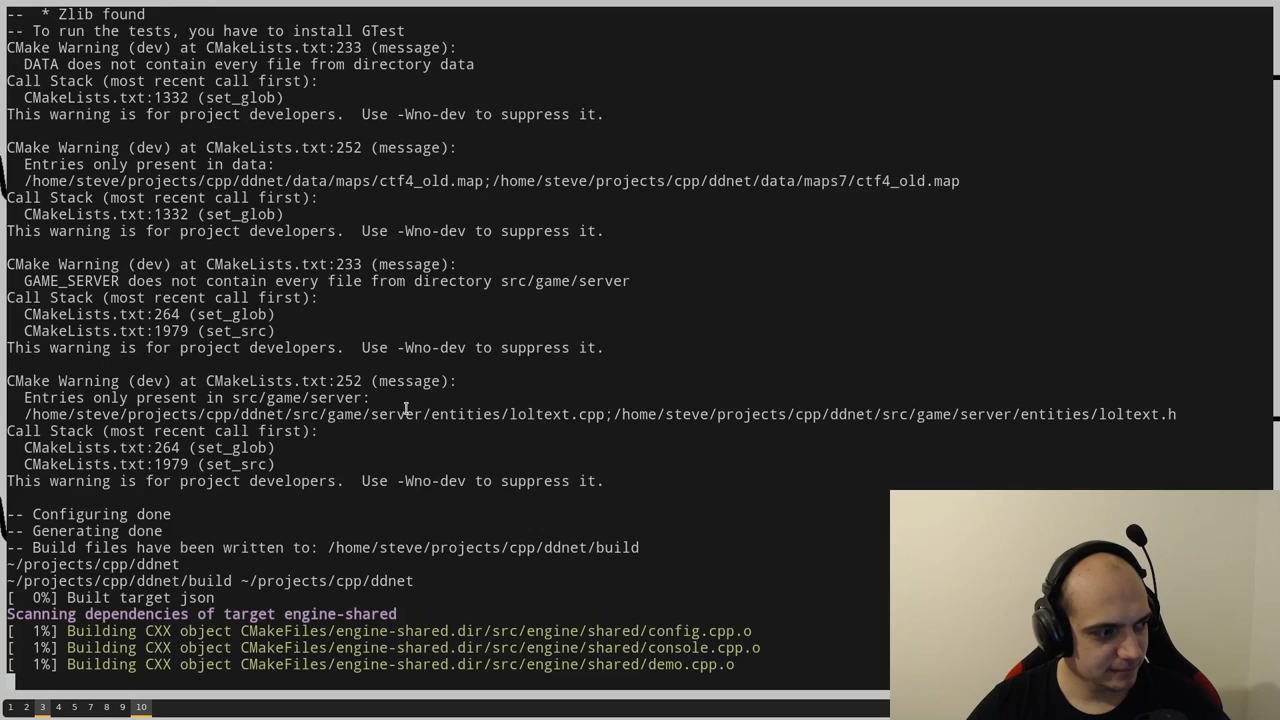 --  * Zlib found
-- To run the tests, you have to install GTest
CMake Warning (dev) at CMakeLists.txt:233 (message):
  DATA does not contain every file from directory data
Call Stack (most recent call first):
  CMakeLists.txt:1332 (set_glob)
This warning is for project developers.  Use -Wno-dev to suppress it.
CMake Warning (dev) at CMakeLists.txt:252 (message):
  Entries only present in data:
  /home/steve/projects/cpp/ddnet/data/maps/ctf4_old.map;/home/steve/projects/cpp/ddnet/data/maps7/ctf4_old.map
Call Stack (most recent call first):
  CMakeLists.txt:1332 (set_glob)
This warning is for project developers.  Use -Wno-dev to suppress it.
CMake Warning (dev) at CMakeLists.txt:233 (message):
  GAME_SERVER does not contain every file from directory src/game/server
Call Stack (most recent call first):
  CMakeLists.txt:264 (set_glob)
  CMakeLists.txt:1979 (set_src)
This warning is for project developers.  Use -Wno-dev to suppress it.
CMake Warning (dev) at CMakeLists.txt:252 (message):
  Entries only present in src/game/server:
  /home/steve/projects/cpp/ddnet/src/game/server/entities/loltext.cpp;/home/steve/projects/cpp/ddnet/src/game/server/entities/loltext.h
Call Stack (most recent call first):
  CMakeLists.txt:264 (set_glob)
  CMakeLists.txt:1979 (set_src)
This warning is for project developers.  Use -Wno-dev to suppress it.
-- Configuring done
-- Generating done
-- Build files have been written to: /home/steve/projects/cpp/ddnet/build
~/projects/cpp/ddnet
~/projects/cpp/ddnet/build ~/projects/cpp/ddnet
[  0%] Built target json
Scanning dependencies of target engine-shared
[  1%] Building CXX object CMakeFiles/engine-shared.dir/src/engine/shared/config.cpp.o
[  1%] Building CXX object CMakeFiles/engine-shared.dir/src/engine/shared/console.cpp.o
[  1%] Building CXX object CMakeFiles/engine-shared.dir/src/engine/shared/demo.cpp.o
1 2 3 4 5 7 8 9 10